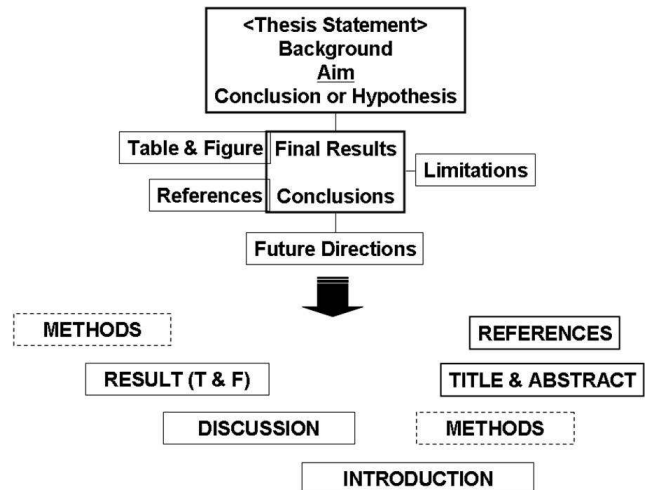 <Thesis Statement>
Background
Aim
Conclusion or Hypothesis
Table & Figure
Final Results
Limitations
References
Conclusions
Future Directions
METHODS
REFERENCES
RESULT (T & F)
TITLE & ABSTRACT
DISCUSSION
METHODS
INTRODUCTION